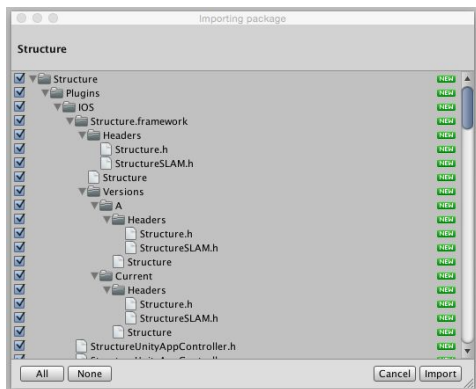 Importing package
Structure
Structure NEW
Plugins NEW
IOS NEW
Structure.framework NEW
Headers NEW
Structure.h NEW
StructureSLAM.h NEW
Structure NEW
Versions NEW
A NEW
Headers NEW
Structure.h NEW
StructureSLAM.h NEW
Structure NEW
Current NEW
Headers NEW
Structure.h NEW
StructureSLAM.h NEW
Structure NEW
StructureUnityAppController.h NEW
All None Cancel Import